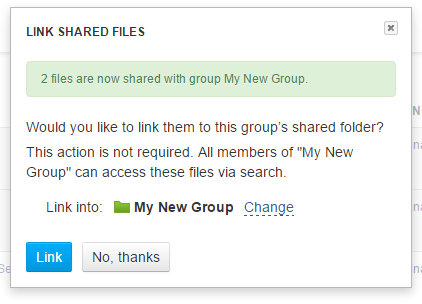 LINK SHARED FILES
2 files are now shared with group My New Group.
Would you like to link them to this group's shared folder?
This action is not required. All members of "My New
Group" can access these files via search.
Link into: My New Group Change
Link No, thanks